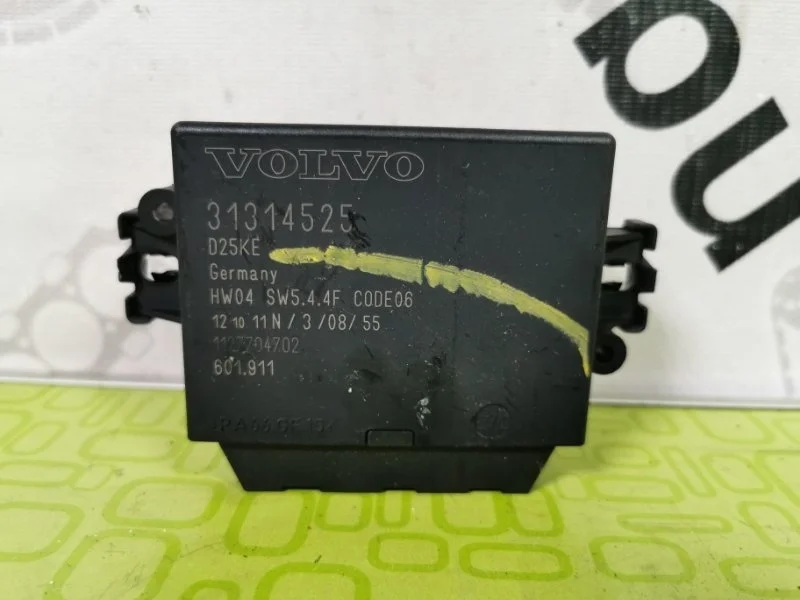 VOLVO
31314525
D25KE
Germany
HW04 SW5.4.4F CODE06
12 10 11 N / 3 / 08 / 55
601.911